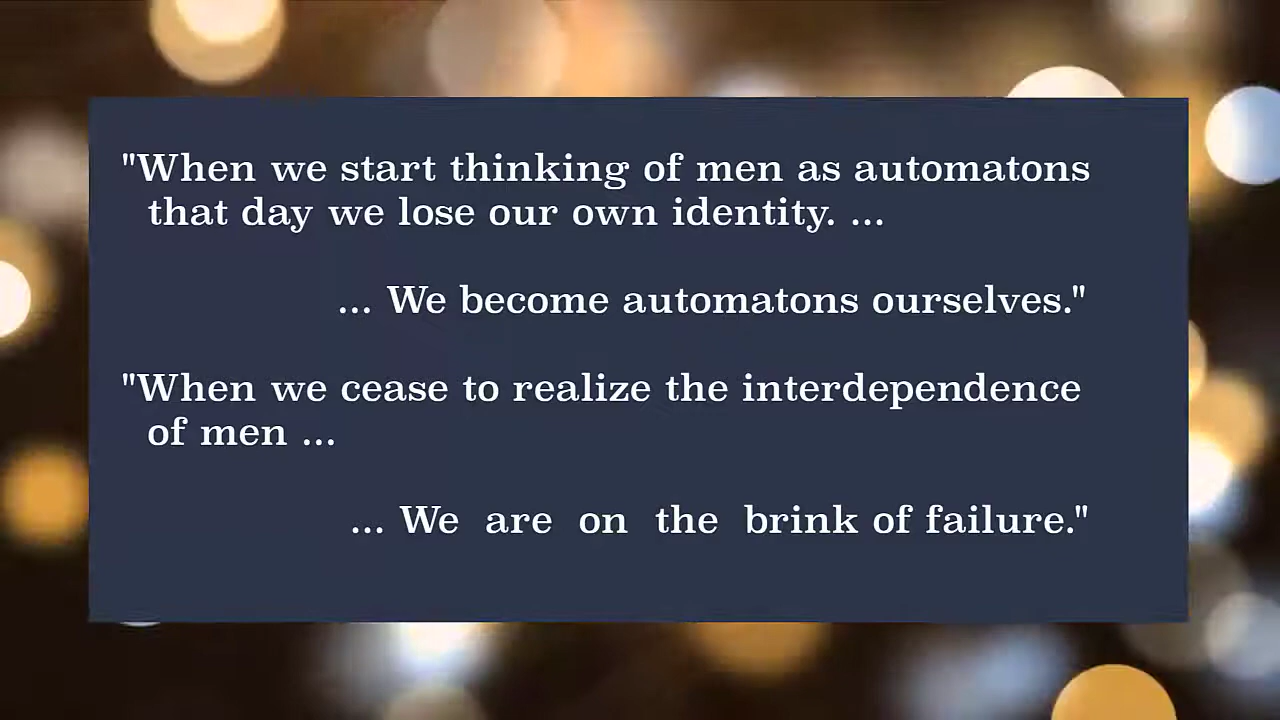 "When we start thinking of men as automatons
that day we lose our own identity. ...
... We become automatons ourselves."
"When we cease to realize the interdependence
of men ...
... We are on the brink of failure."